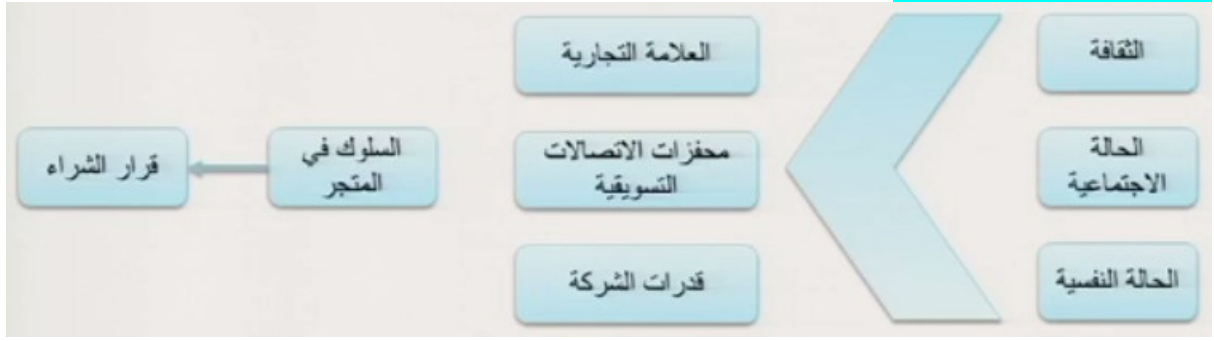 الثقافة
الحالة
الاجتماعية
الحالة النفسية
العلامة التجارية
محفزات الاتصالات
التسويقية
قدرات الشركة
السلوك في
المتجر
قرار الشراء